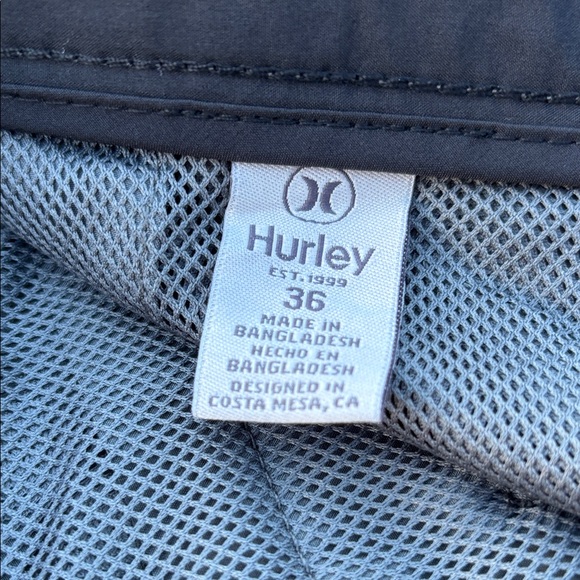 Hurley
EST.1999
36
MADE IN
BANGLADESH
HECHO EN
BANGLADESH
DESIGNED IN
COSTA MESA, CA